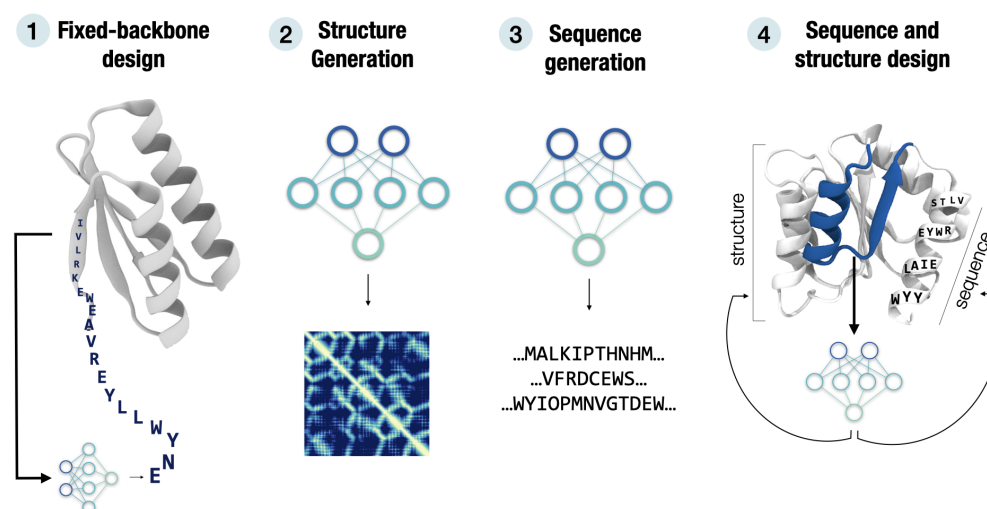 1 Fixed-backbone
design
2 Structure
Generation
3 Sequence
generation
4 Sequence and
structure design
I
V
L
R
K
E
W
E
A
V
R
E
Y
L
L
W
Y
N
E
...MALKIPTHNHM...
...VFRDCEWS...
...WYIOPMNVGTDEW...
structure
STLV
EYWR
LAIE
WYY
sequence